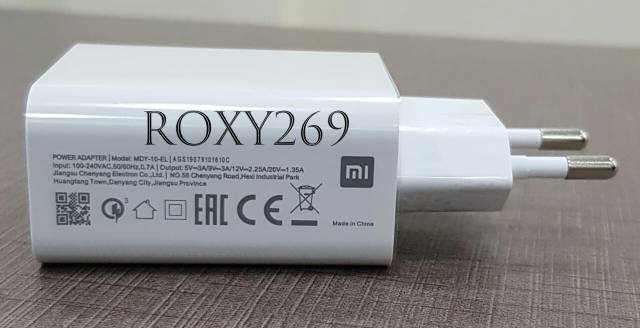 ROXY269
POWER ADAPTER | Model: MDY-10-EL | AGS19079101610C
Input: 100-240VAC,50/60Hz,0.7A | Output: 5V⎓3A/9V⎓3A/12V⎓2.25A/20V⎓1.35A
Jiangsu Chenyang Electron Co.,Ltd. | NO.58 Chenyang Road,Hexi Industrial Park
Huangtang Town,Danyang City,Jiangsu Province
mi
3
EAC CE
Made in China